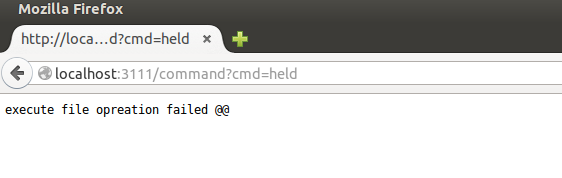 Mozilla Firefox
http://loca...d?cmd=held
localhost:3111/command?cmd=held
execute file opreation failed @@